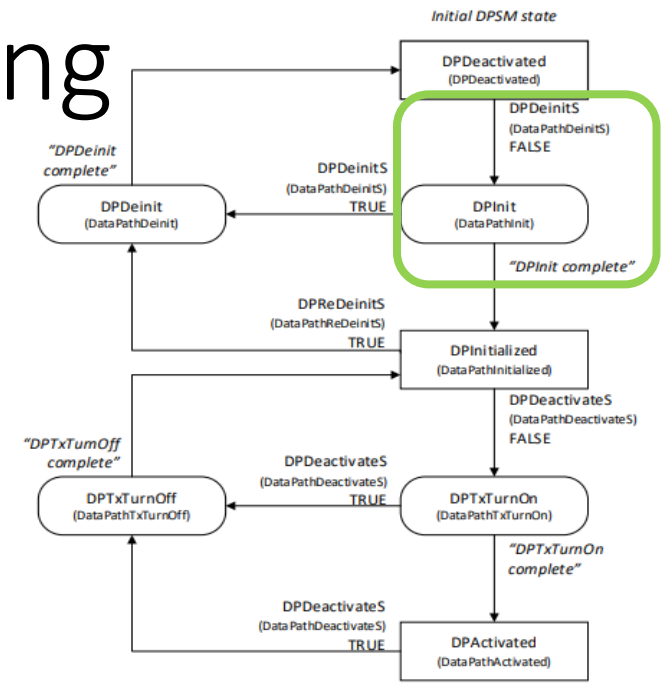 ng
Initial DPSM state
DPDeactivated
(DPDeactivated)
DPDeinitS
(DataPathDeinitS)
FALSE
"DPDeinit
complete"
DPDeinitS
(DataPathDeinitS)
TRUE
DPDeinit
(DataPathDeinit)
DPInit
(DataPathInit)
"DPInit complete"
DPReDeinitS
(DataPathReDeinitS)
TRUE
DPInitialized
(DataPathInitialized)
DPDeactivateS
(DataPathDeactivateS)
FALSE
"DPTxTurnOff
complete"
DPDeactivateS
(DataPathDeactivateS)
TRUE
DPTxTurnOff
(DataPathTxTurnOff)
DPTxTurnOn
(DataPathTxTurnOn)
"DPTxTurnOn
complete"
DPDeactivateS
(DataPathDeactivateS)
TRUE
DPActivated
(DataPathActivated)